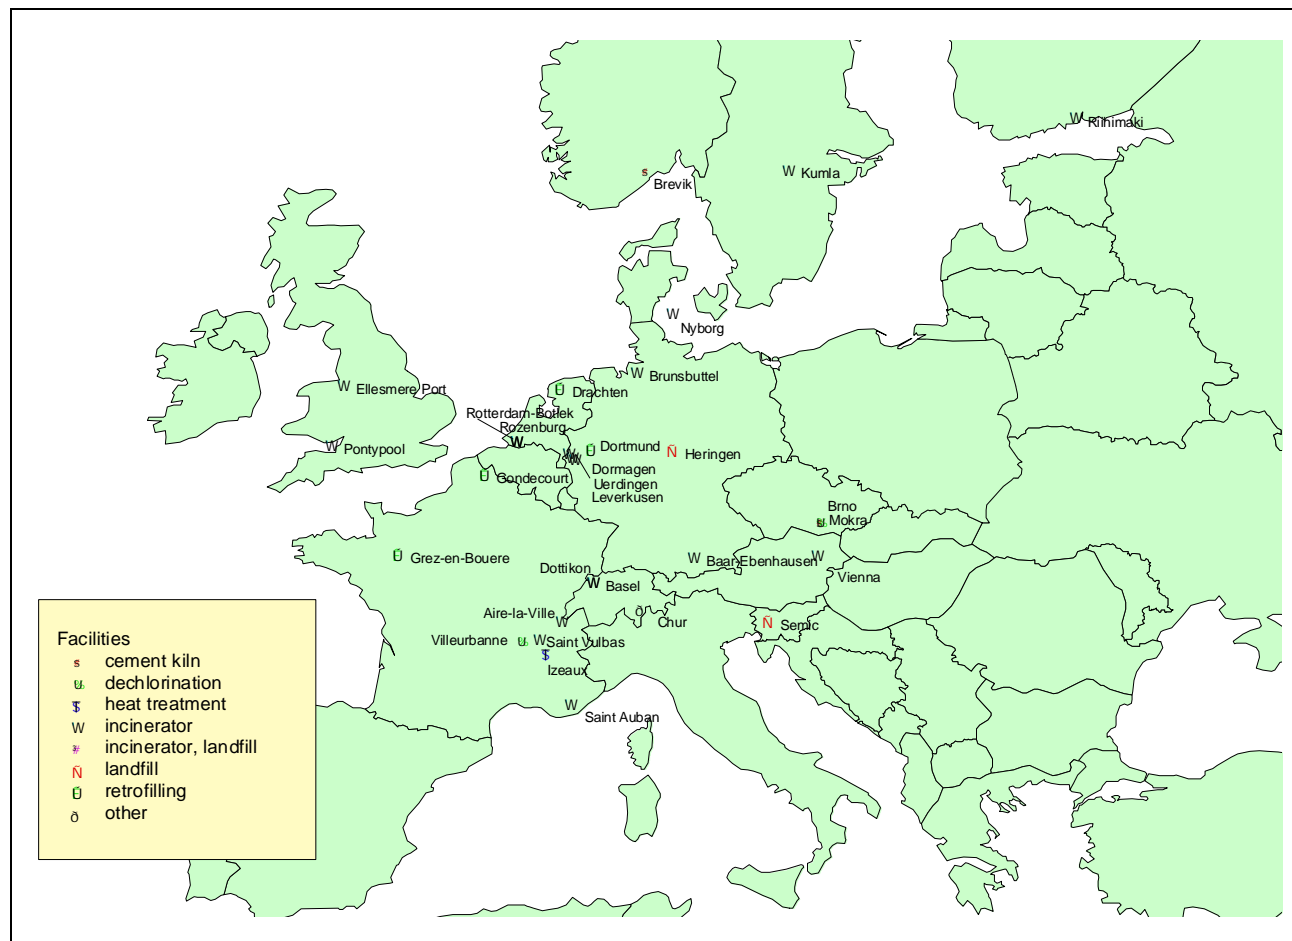 W Riihimaki
s
Brevik
W Kumla
W
Nyborg
W Brunsbuttel
W Ellesmere Port
Ü Drachten
Rotterdam-Botlek
Rozenburg
W
W Pontypool
Ü Dortmund
Ñ Heringen
W
Dormagen
Uerdingen
Leverkusen
Ü Gondecourt
Brno
Mokra
Ü Grez-en-Bouere
W Baar-Ebenhausen W
Vienna
Dottikon
W Basel
Aire-la-Ville
W
ð
Chur
Ñ Semic
Villeurbanne ‰ W Saint Vulbas
Izeaux
W
Saint Auban
Facilities
s cement kiln
‰ dechlorination
$ heat treatment
W incinerator
# incinerator, landfill
Ñ landfill
Ü retrofilling
ð other